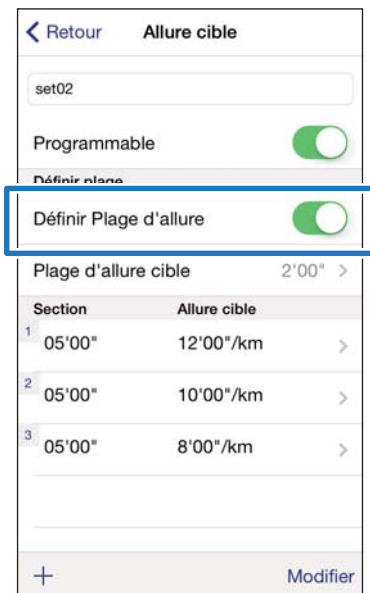 Retour Allure cible
set02
Programmable
Définir plage
Définir Plage d'allure
Plage d'allure cible 2'00" >
Section Allure cible
1 05'00" 12'00"/km >
2 05'00" 10'00"/km >
3 05'00" 8'00"/km >
+ Modifier